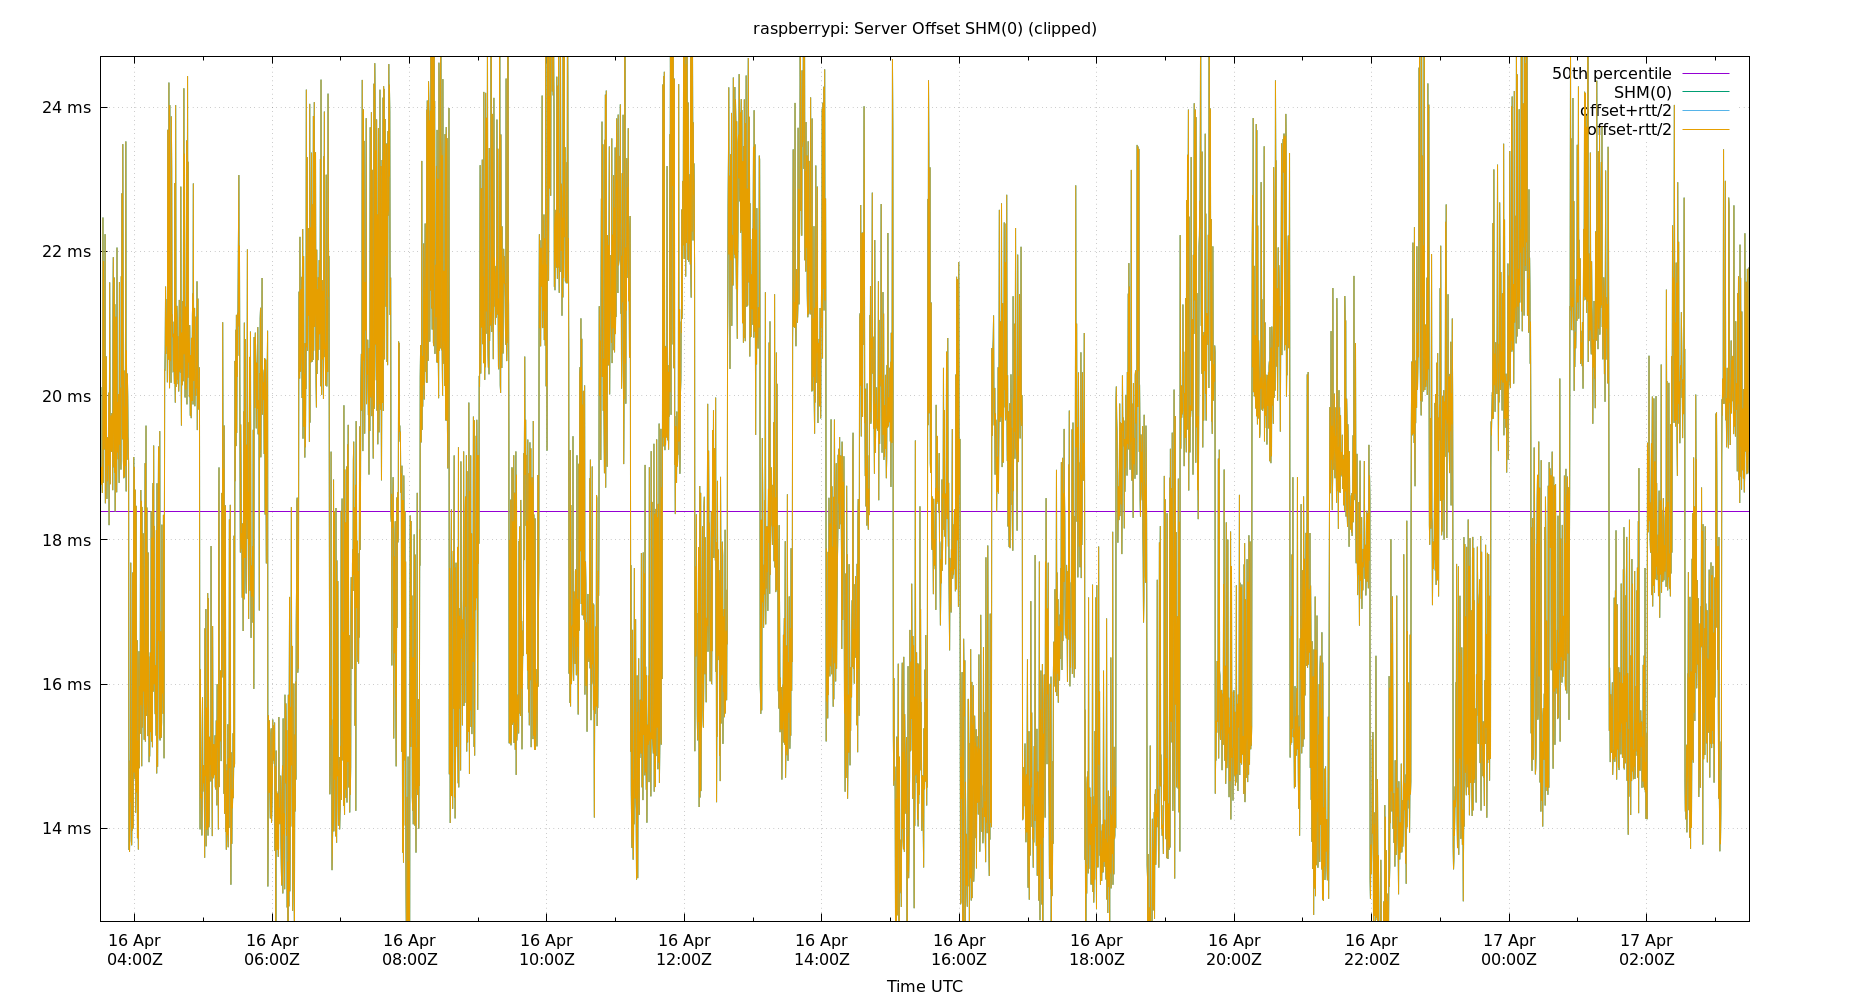 raspberrypi: Server Offset SHM(0) (clipped)
50th percentile
SHM(0)
offset+rtt/2
offset-rtt/2
24 ms
22 ms
20 ms
18 ms
16 ms
14 ms
16 Apr 16 Apr 16 Apr 16 Apr 16 Apr 16 Apr 16 Apr 16 Apr 16 Apr 16 Apr 17 Apr 17 Apr
04:00Z 06:00Z 08:00Z 10:00Z 12:00Z 14:00Z 16:00Z 18:00Z 20:00Z 22:00Z 00:00Z 02:00Z
Time UTC